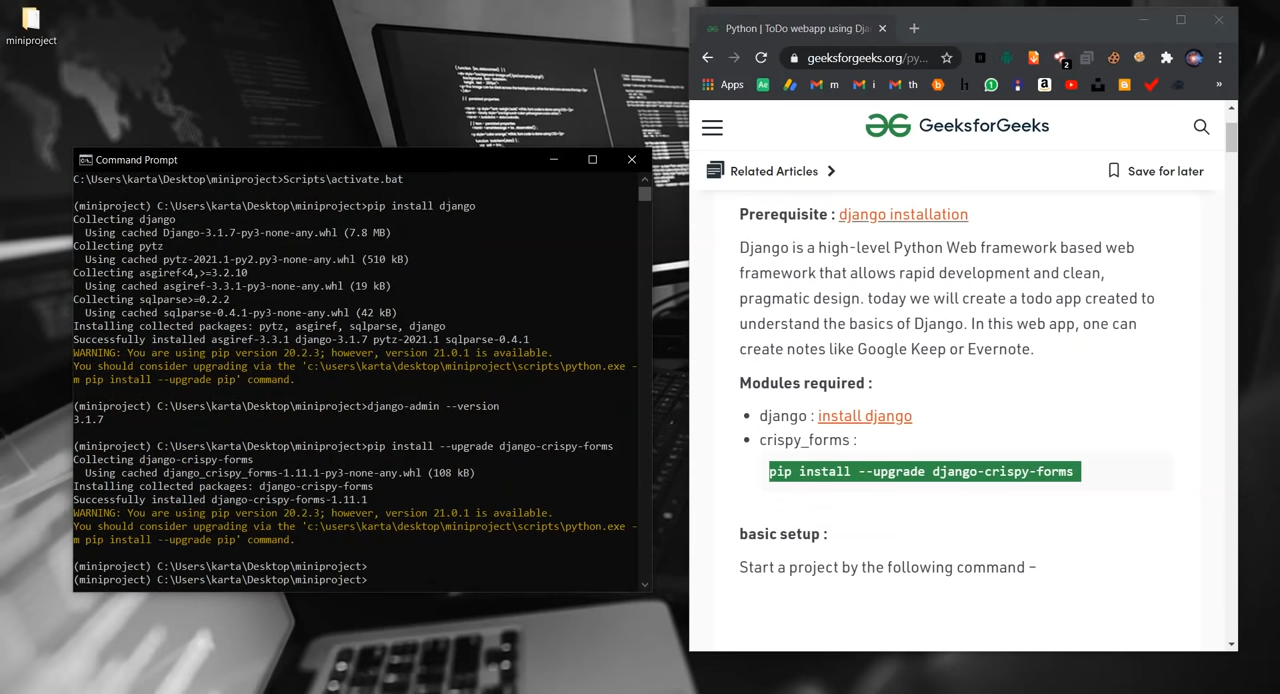 miniproject
Command Prompt
C:\Users\karta\Desktop\miniproject>Scripts\activate.bat
(miniproject) C:\Users\karta\Desktop\miniproject>pip install django
Collecting django
Using cached Django-3.1.7-py3-none-any.whl (7.8 MB)
Collecting pytz
Using cached pytz-2021.1-py2.py3-none-any.whl (510 kB)
Collecting asgiref<4,>=3.2.10
Using cached asgiref-3.3.1-py3-none-any.whl (19 kB)
Collecting sqlparse>=0.2.2
Using cached sqlparse-0.4.1-py3-none-any.whl (42 kB)
Installing collected packages: pytz, asgiref, sqlparse, django
Successfully installed asgiref-3.3.1 django-3.1.7 pytz-2021.1 sqlparse-0.4.1
WARNING: You are using pip version 20.2.3; however, version 21.0.1 is available.
You should consider upgrading via the 'c:\users\karta\desktop\miniproject\scripts\python.exe -
m pip install --upgrade pip' command.
(miniproject) C:\Users\karta\Desktop\miniproject>django-admin --version
3.1.7
(miniproject) C:\Users\karta\Desktop\miniproject>pip install --upgrade django-crispy-forms
Collecting django-crispy-forms
Using cached django_crispy_forms-1.11.1-py3-none-any.whl (108 kB)
Installing collected packages: django-crispy-forms
Successfully installed django-crispy-forms-1.11.1
WARNING: You are using pip version 20.2.3; however, version 21.0.1 is available.
You should consider upgrading via the 'c:\users\karta\desktop\miniproject\scripts\python.exe -
m pip install --upgrade pip' command.
(miniproject) C:\Users\karta\Desktop\miniproject>
(miniproject) C:\Users\karta\Desktop\miniproject>
Python | ToDo webapp using Dja
geeksforgeeks.org/py...
2
Apps
m
i
th
GeeksforGeeks
Related Articles
Save for later
Prerequisite : django installation
Django is a high-level Python Web framework based web
framework that allows rapid development and clean,
pragmatic design. today we will create a todo app created to
understand the basics of Django. In this web app, one can
create notes like Google Keep or Evernote.
Modules required :
• django : install django
• crispy_forms :
pip install --upgrade django-crispy-forms
basic setup :
Start a project by the following command –